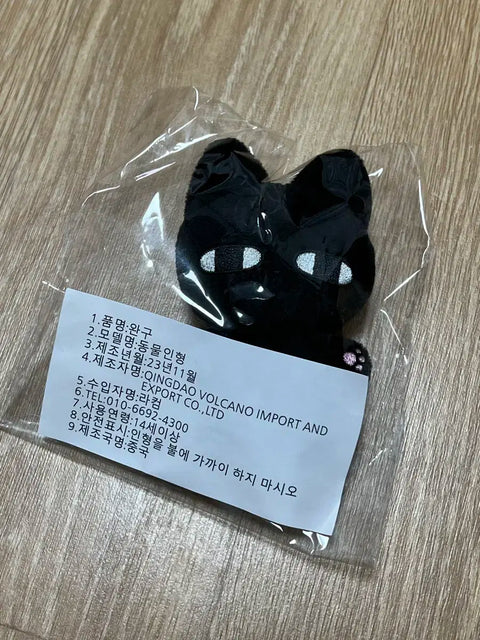 1.품명:완구
2.모델명:동물인형
3.제조년월:23년11월
4.제조자명:QINGDAO VOLCANO IMPORT AND
EXPORT CO.,LTD
5.수입자명:라컴
6.TEL:010-6692-4300
7.사용연령:14세이상
8.안전표시:인형을 불에 가까이 하지 마시오
9.제조국명:중국